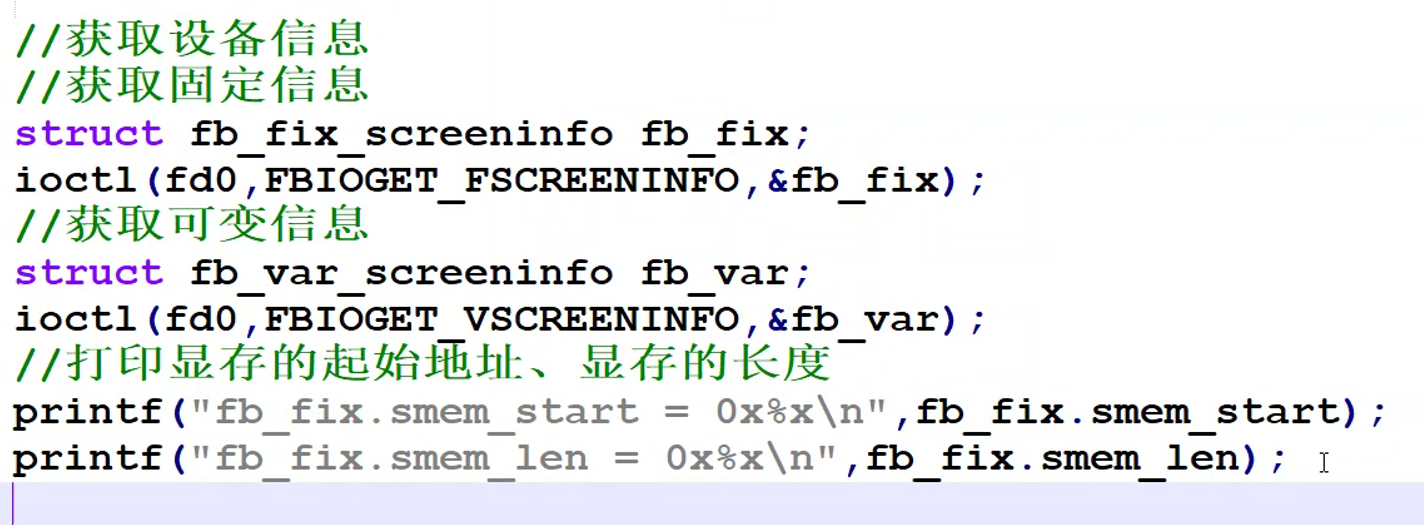 //获取设备信息
//获取固定信息
struct fb_fix_screeninfo fb_fix;
ioctl(fd0,FBIOGET_FSCREENINFO,&fb_fix);
//获取可变信息
struct fb_var_screeninfo fb_var;
ioctl(fd0,FBIOGET_VSCREENINFO,&fb_var);
//打印显存的起始地址、显存的长度
printf("fb_fix.smem_start = 0x%x\n",fb_fix.smem_start);
printf("fb_fix.smem_len = 0x%x\n",fb_fix.smem_len);